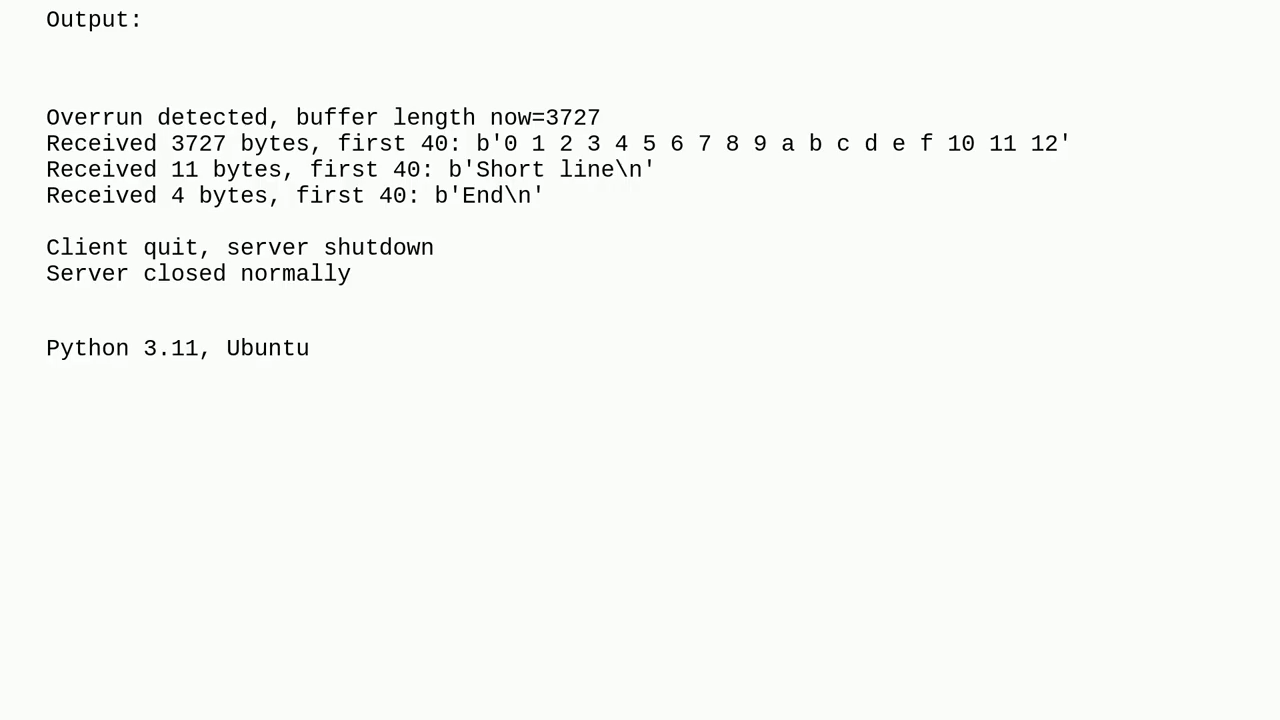 Output:
Overrun detected, buffer length now=3727
Received 3727 bytes, first 40: b'0 1 2 3 4 5 6 7 8 9 a b c d e f 10 11 12'
Received 11 bytes, first 40: b'Short line\n'
Received 4 bytes, first 40: b'End\n'
Client quit, server shutdown
Server closed normally
Python 3.11, Ubuntu